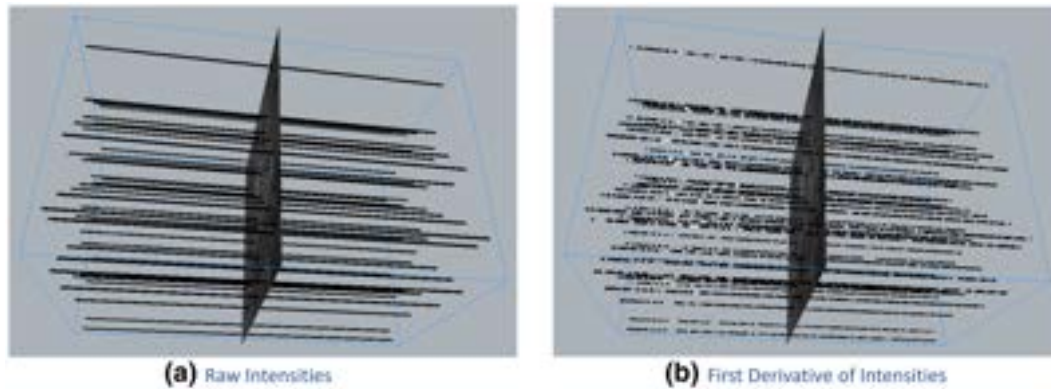 (a) Raw Intensities
(b) First Derivative of Intensities